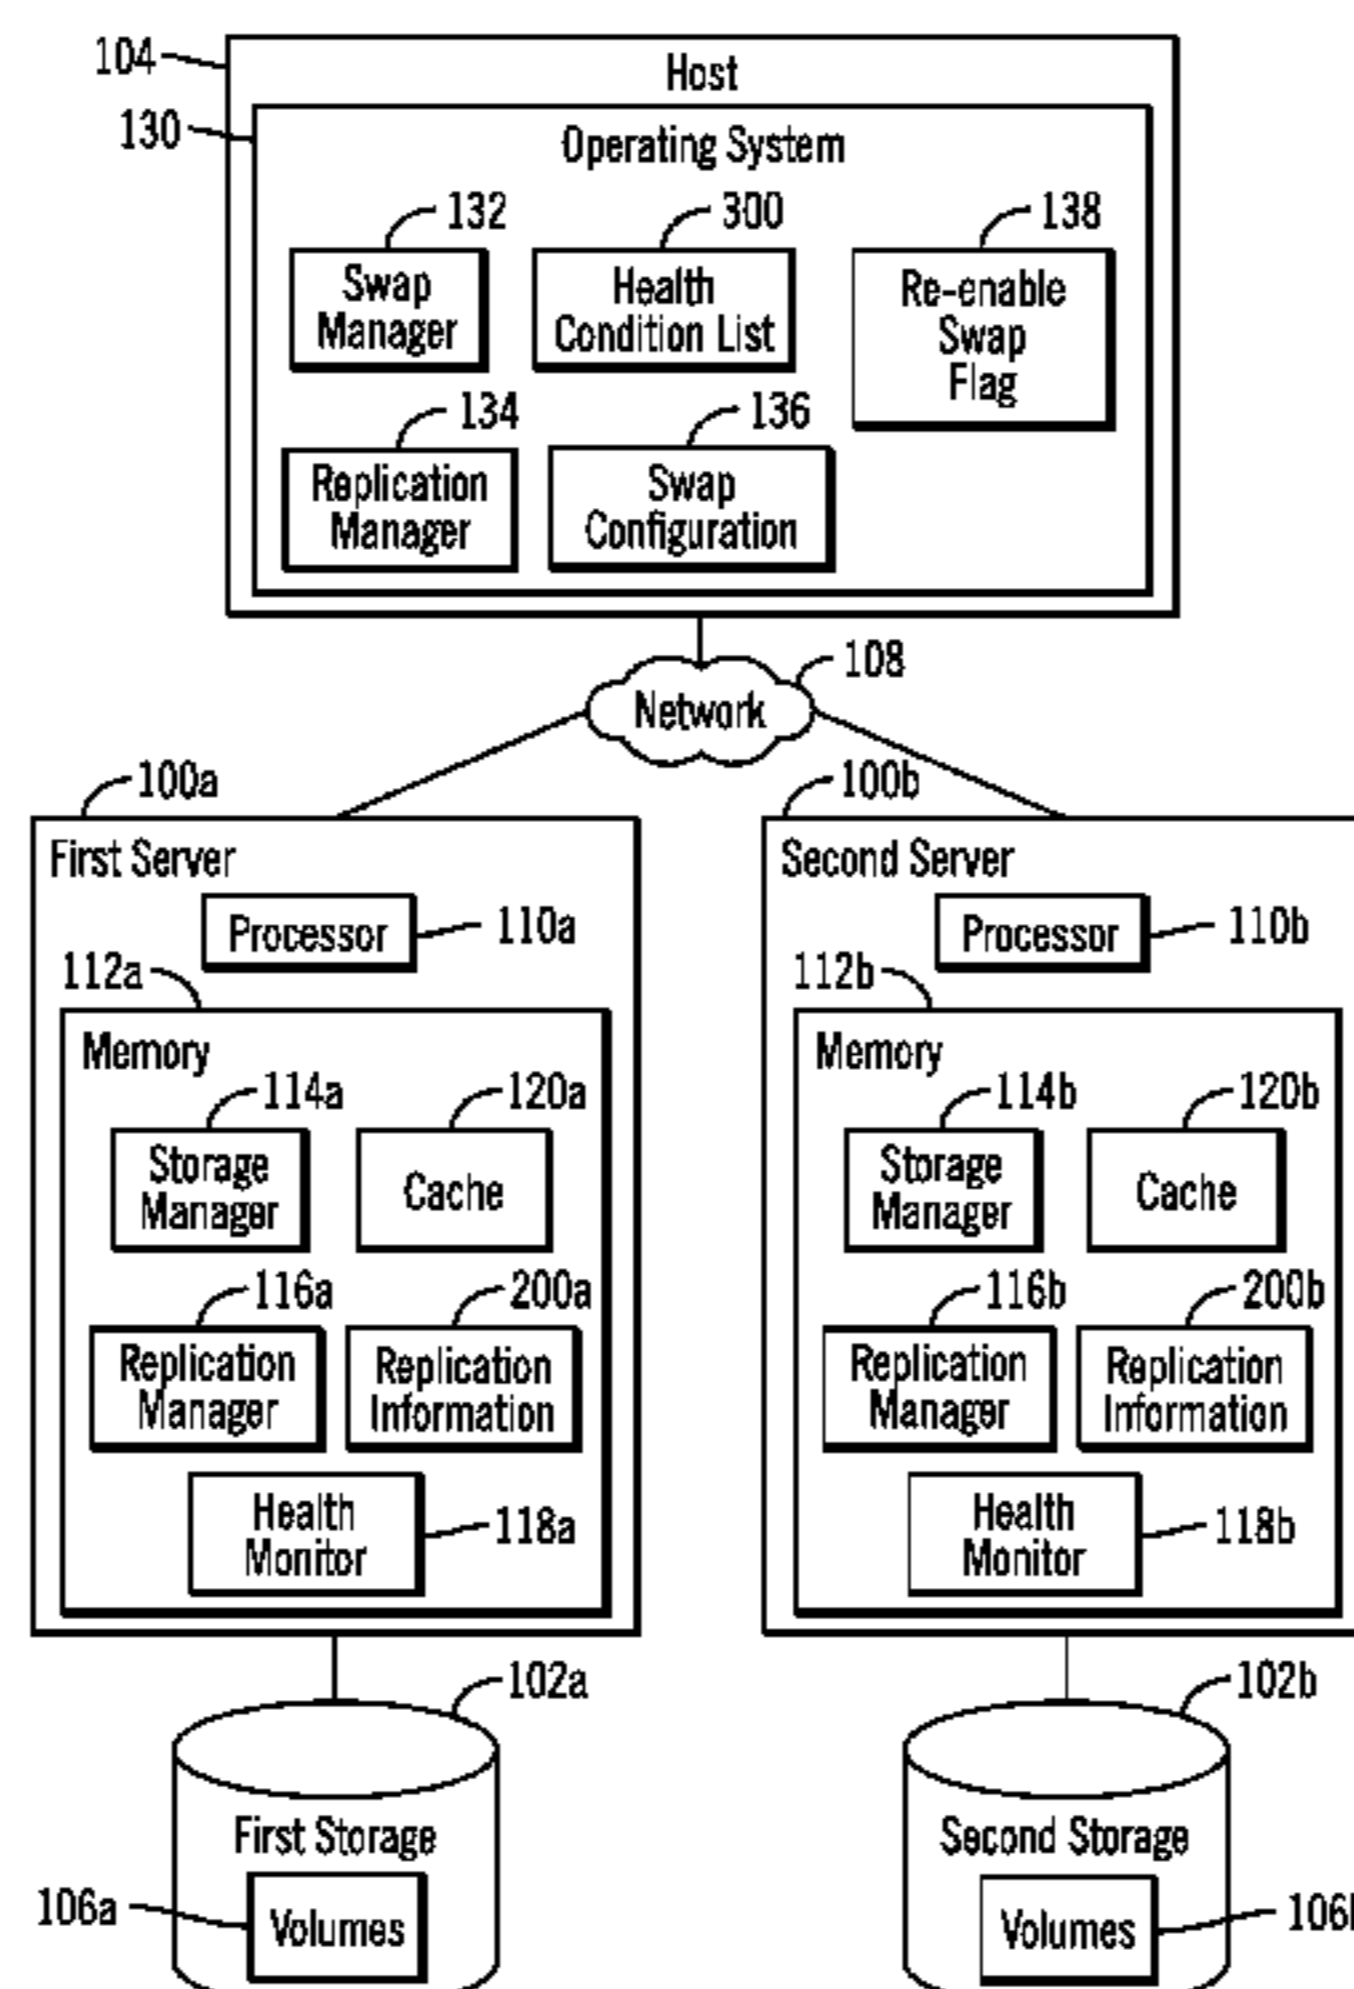 104
Host
130
Operating System
132
300
138
Swap
Manager
Health
Condition List
Re-enable
Swap
Flag
134
136
Replication
Manager
Swap
Configuration
108
Network
100a
100b
First Server
Second Server
Processor
110a
Processor
110b
112a
112b
Memory
Memory
114a
120a
114b
120b
Storage
Manager
Cache
Storage
Manager
Cache
116a
200a
116b
200b
Replication
Manager
Replication
Information
Replication
Manager
Replication
Information
Health
Monitor
118a
Health
Monitor
118b
102a
102b
First Storage
Second Storage
106a
Volumes
Volumes